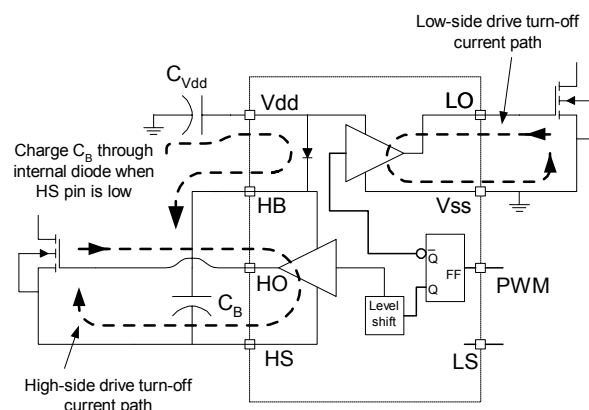 Low-side drive turn-off
current path
CVdd
Vdd
LO
Charge CB through
internal diode when
HS pin is low
HB
Vss
Q
FF
Q
PWM
HO
CB
Level
shift
HS
LS
High-side drive turn-off
current path